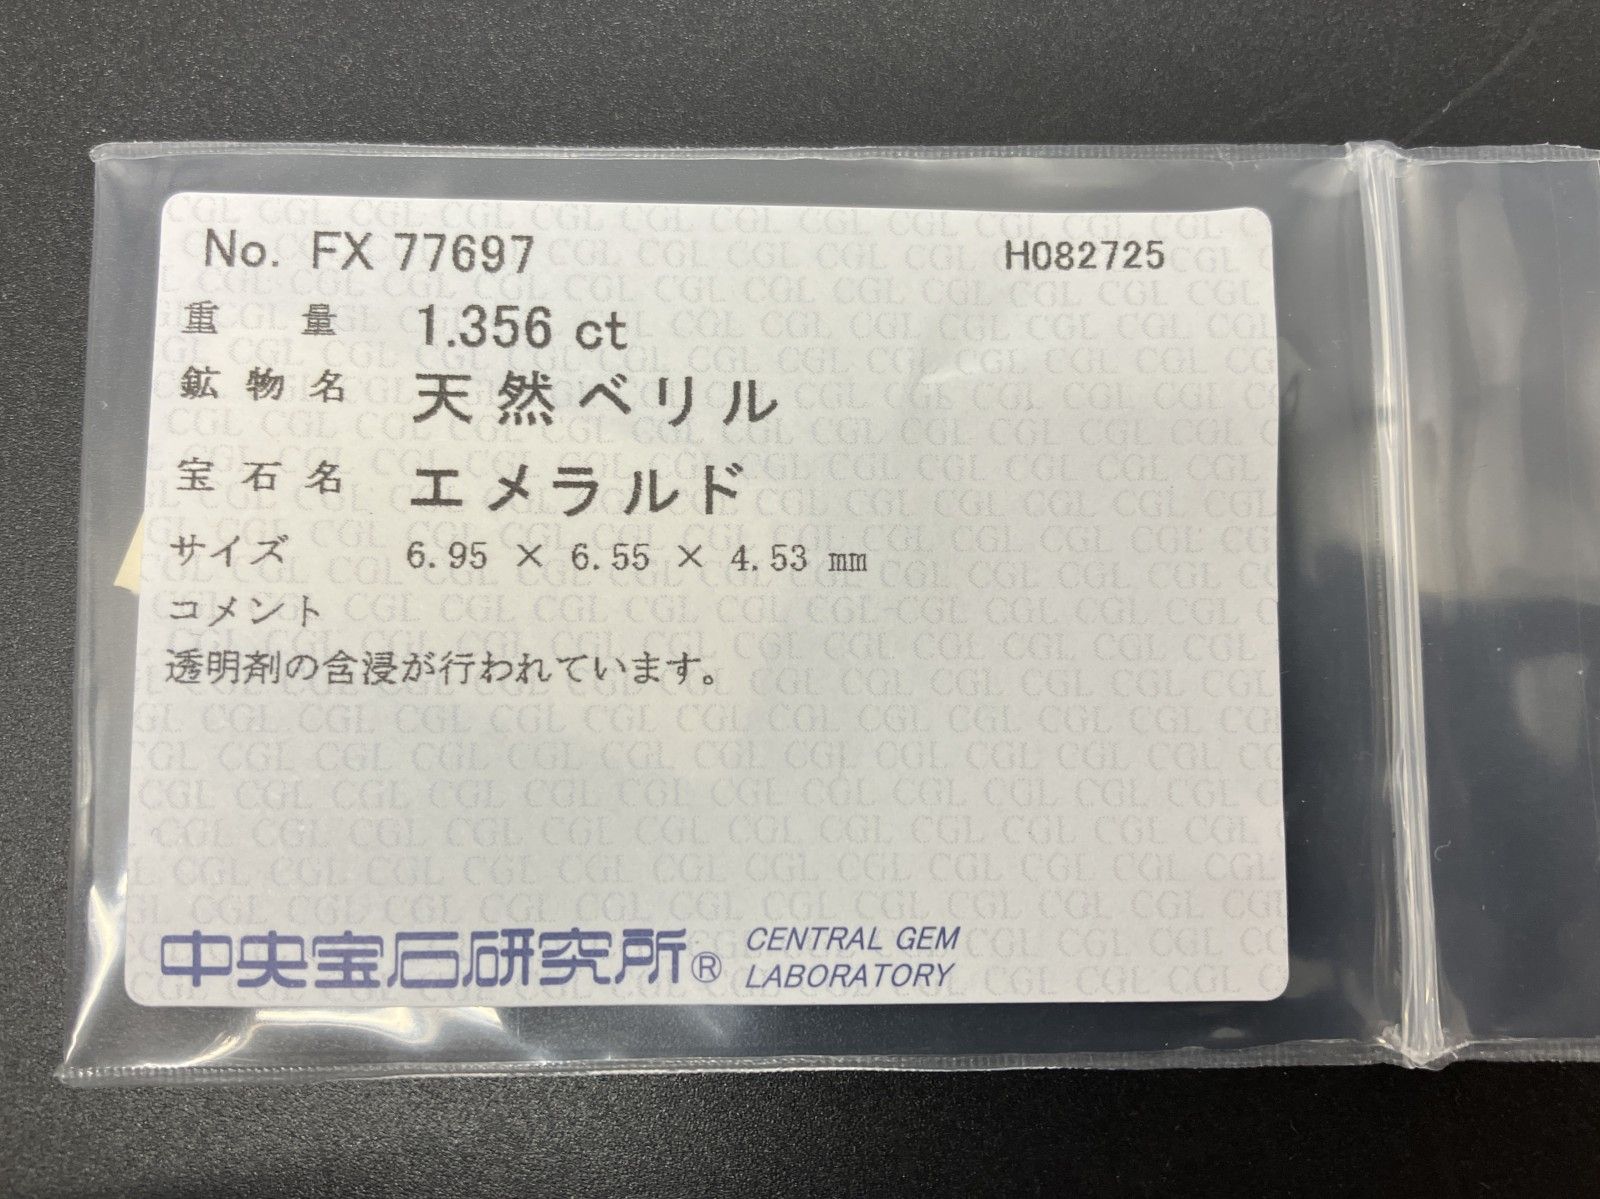 No. FX 77697 H082725
重量 1.356 ct
鉱物名 天然ベリル
宝石名 エメラルド
サイズ 6.95 × 6.55 × 4.53 ㎜
コメント
透明剤の含浸が行われています。
中央宝石研究所® CENTRAL GEM
LABORATORY